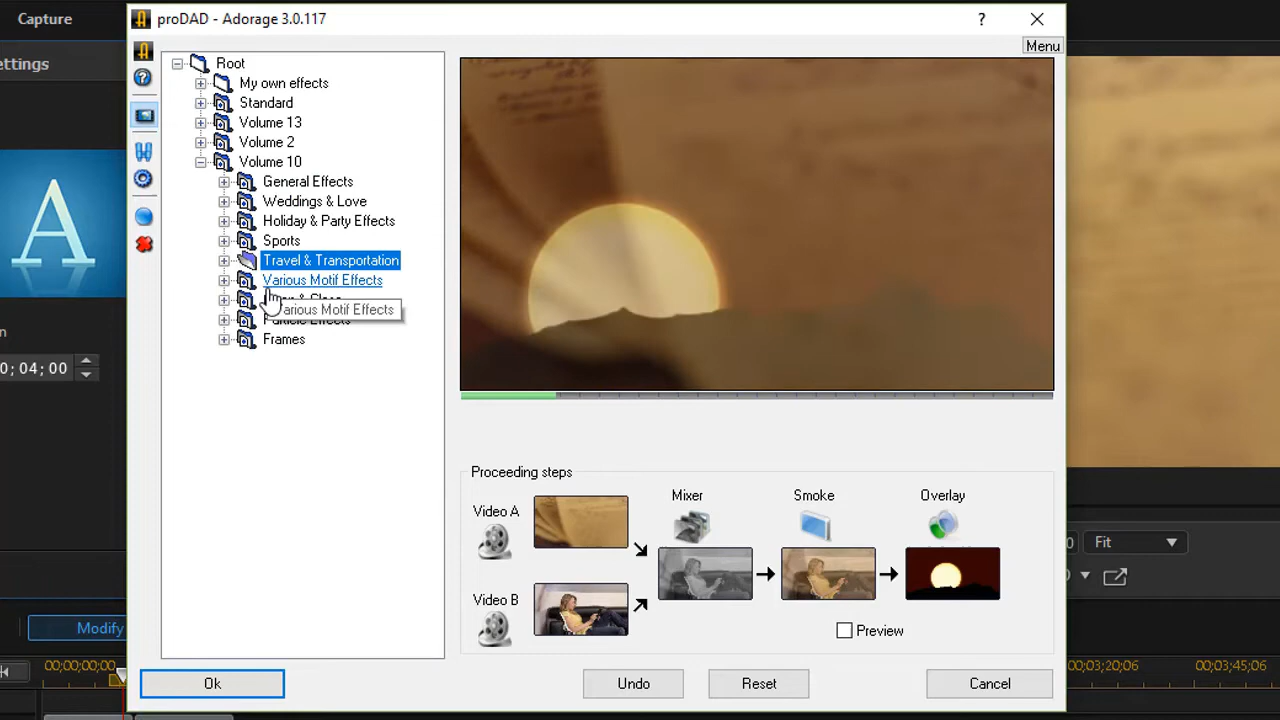 Capture
proDAD - Adorage 3.0.117
?
Menu
ettings
Root
My own effects
Standard
Volume 13
Volume 2
Volume 10
General Effects
Weddings & Love
Holiday & Party Effects
Sports
Travel & Transportation
Various Motif Effects
Various Motif Effects
Particle Effects
Frames
A
n
0; 04; 00
Modify
00;00;00;00
Proceeding steps
Video A
Video B
Mixer
Smoke
Overlay
Preview
Ok
Undo
Reset
Cancel
0
Fit
00;03;20;06
00;03;45;06